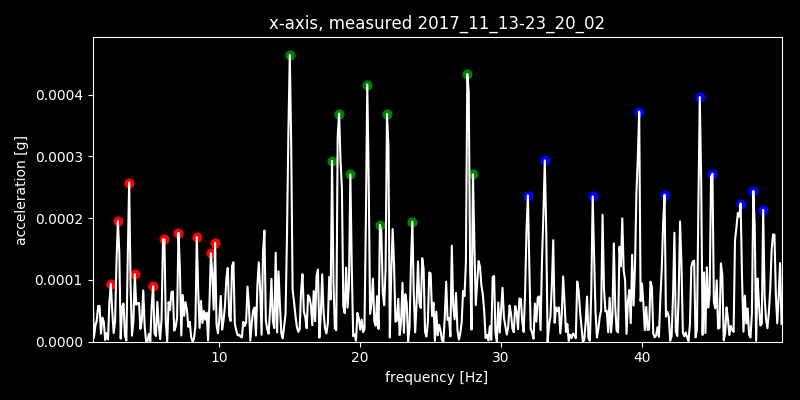 x-axis, measured 2017_11_13-23_20_02
acceleration [g]
0.0004
0.0003
0.0002
0.0001
0.0000
10 20 30 40
frequency [Hz]